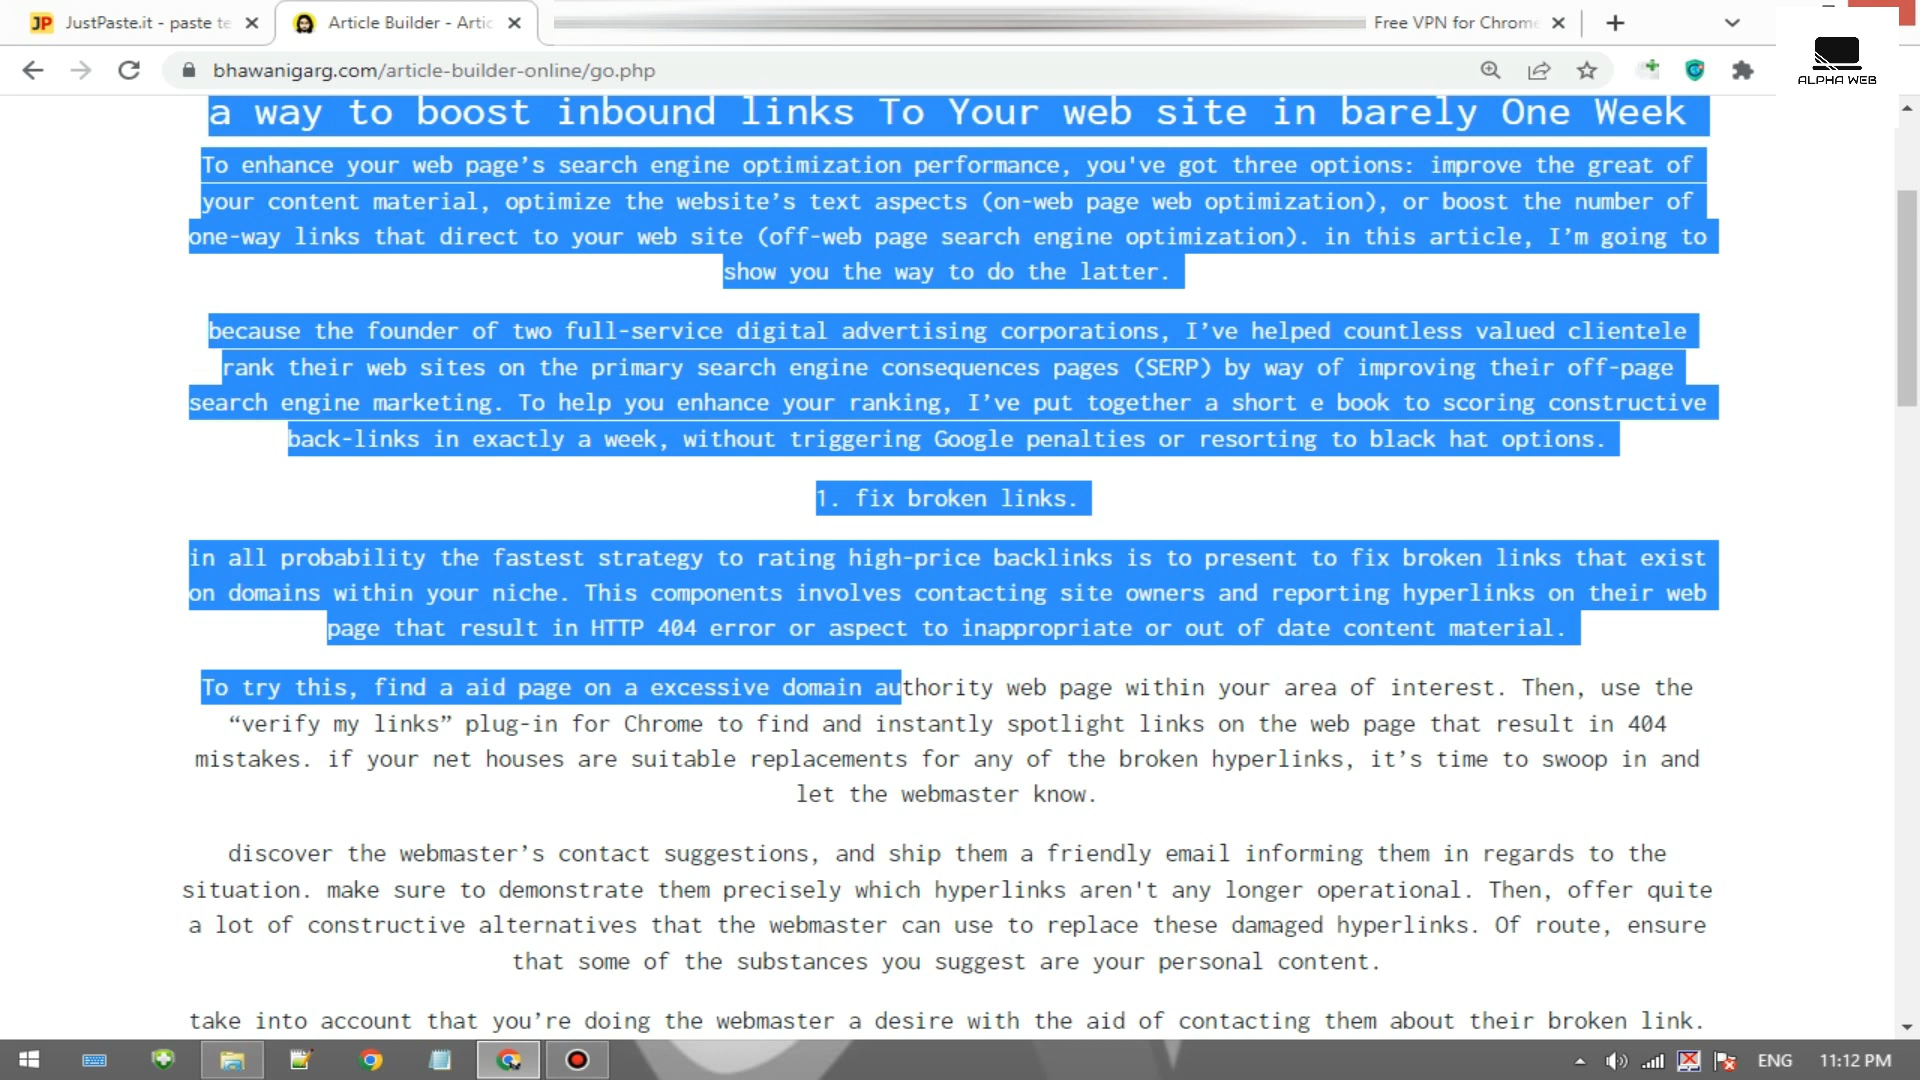 JP JustPaste.it - paste te
Article Builder - Artic
Free VPN for Chrome
bhawanigarg.com/article-builder-online/go.php
ALPHA WEB
a way to boost inbound links To Your web site in barely One Week
To enhance your web page’s search engine optimization performance, you've got three options: improve the great of
your content material, optimize the website’s text aspects (on-web page web optimization), or boost the number of
one-way links that direct to your web site (off-web page search engine optimization). in this article, I’m going to
show you the way to do the latter.
because the founder of two full-service digital advertising corporations, I’ve helped countless valued clientele
rank their web sites on the primary search engine consequences pages (SERP) by way of improving their off-page
search engine marketing. To help you enhance your ranking, I’ve put together a short e book to scoring constructive
back-links in exactly a week, without triggering Google penalties or resorting to black hat options.
1. fix broken links.
in all probability the fastest strategy to rating high-price backlinks is to present to fix broken links that exist
on domains within your niche. This components involves contacting site owners and reporting hyperlinks on their web
page that result in HTTP 404 error or aspect to inappropriate or out of date content material.
To try this, find a aid page on a excessive domain authority web page within your area of interest. Then, use the
“verify my links” plug-in for Chrome to find and instantly spotlight links on the web page that result in 404
mistakes. if your net houses are suitable replacements for any of the broken hyperlinks, it’s time to swoop in and
let the webmaster know.
discover the webmaster’s contact suggestions, and ship them a friendly email informing them in regards to the
situation. make sure to demonstrate them precisely which hyperlinks aren't any longer operational. Then, offer quite
a lot of constructive alternatives that the webmaster can use to replace these damaged hyperlinks. Of route, ensure
that some of the substances you suggest are your personal content.
take into account that you’re doing the webmaster a desire with the aid of contacting them about their broken link.
ENG 11:12 PM